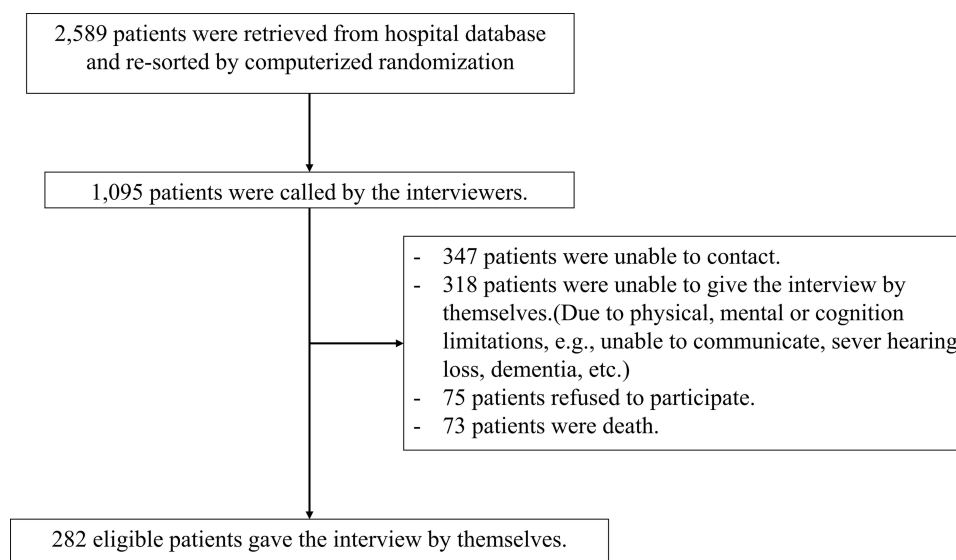 2,589 patients were retrieved from hospital database
and re-sorted by computerized randomization
1,095 patients were called by the interviewers.
- 347 patients were unable to contact.
- 318 patients were unable to give the interview by
themselves.(Due to physical, mental or cognition
limitations, e.g., unable to communicate, sever hearing
loss, dementia, etc.)
- 75 patients refused to participate.
- 73 patients were death.
282 eligible patients gave the interview by themselves.